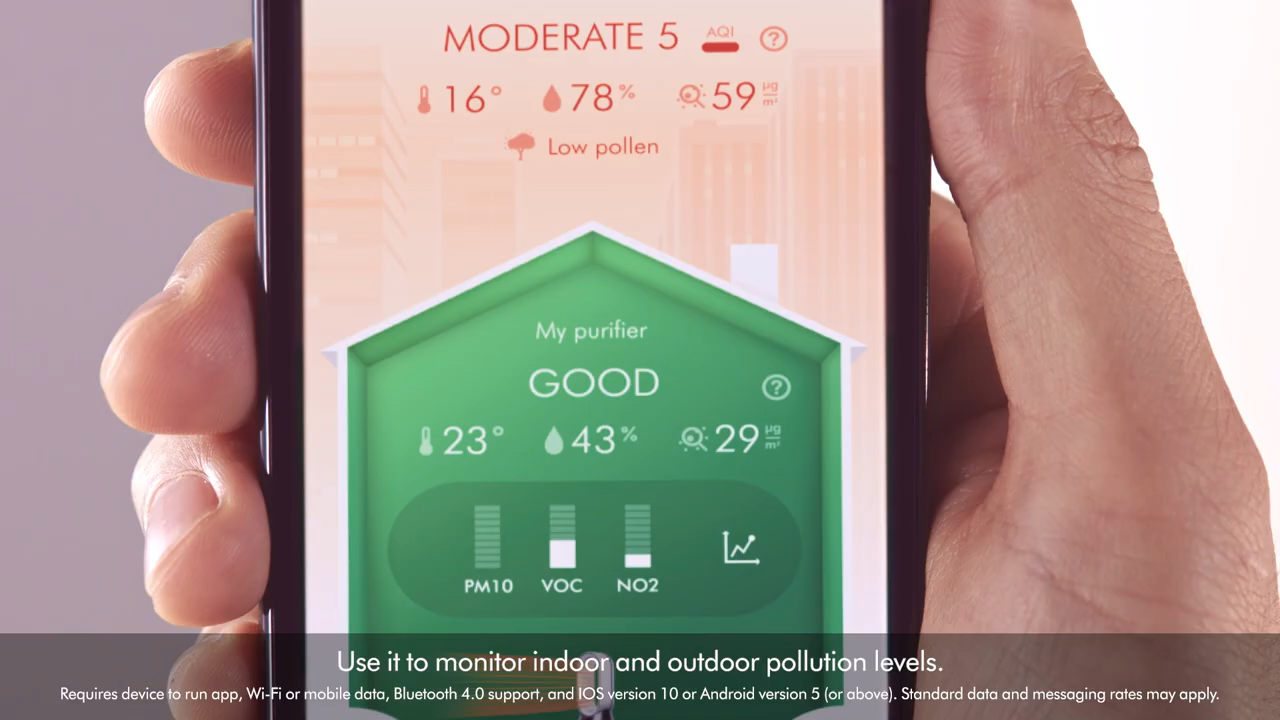 MODERATE 5 AQI ?
16° 78% 59 µg/m³
Low pollen
My purifier
GOOD ?
23° 43% 29 µg/m³
PM10 VOC NO2
Use it to monitor indoor and outdoor pollution levels.
Requires device to run app, Wi-Fi or mobile data, Bluetooth 4.0 support, and IOS version 10 or Android version 5 (or above). Standard data and messaging rates may apply.